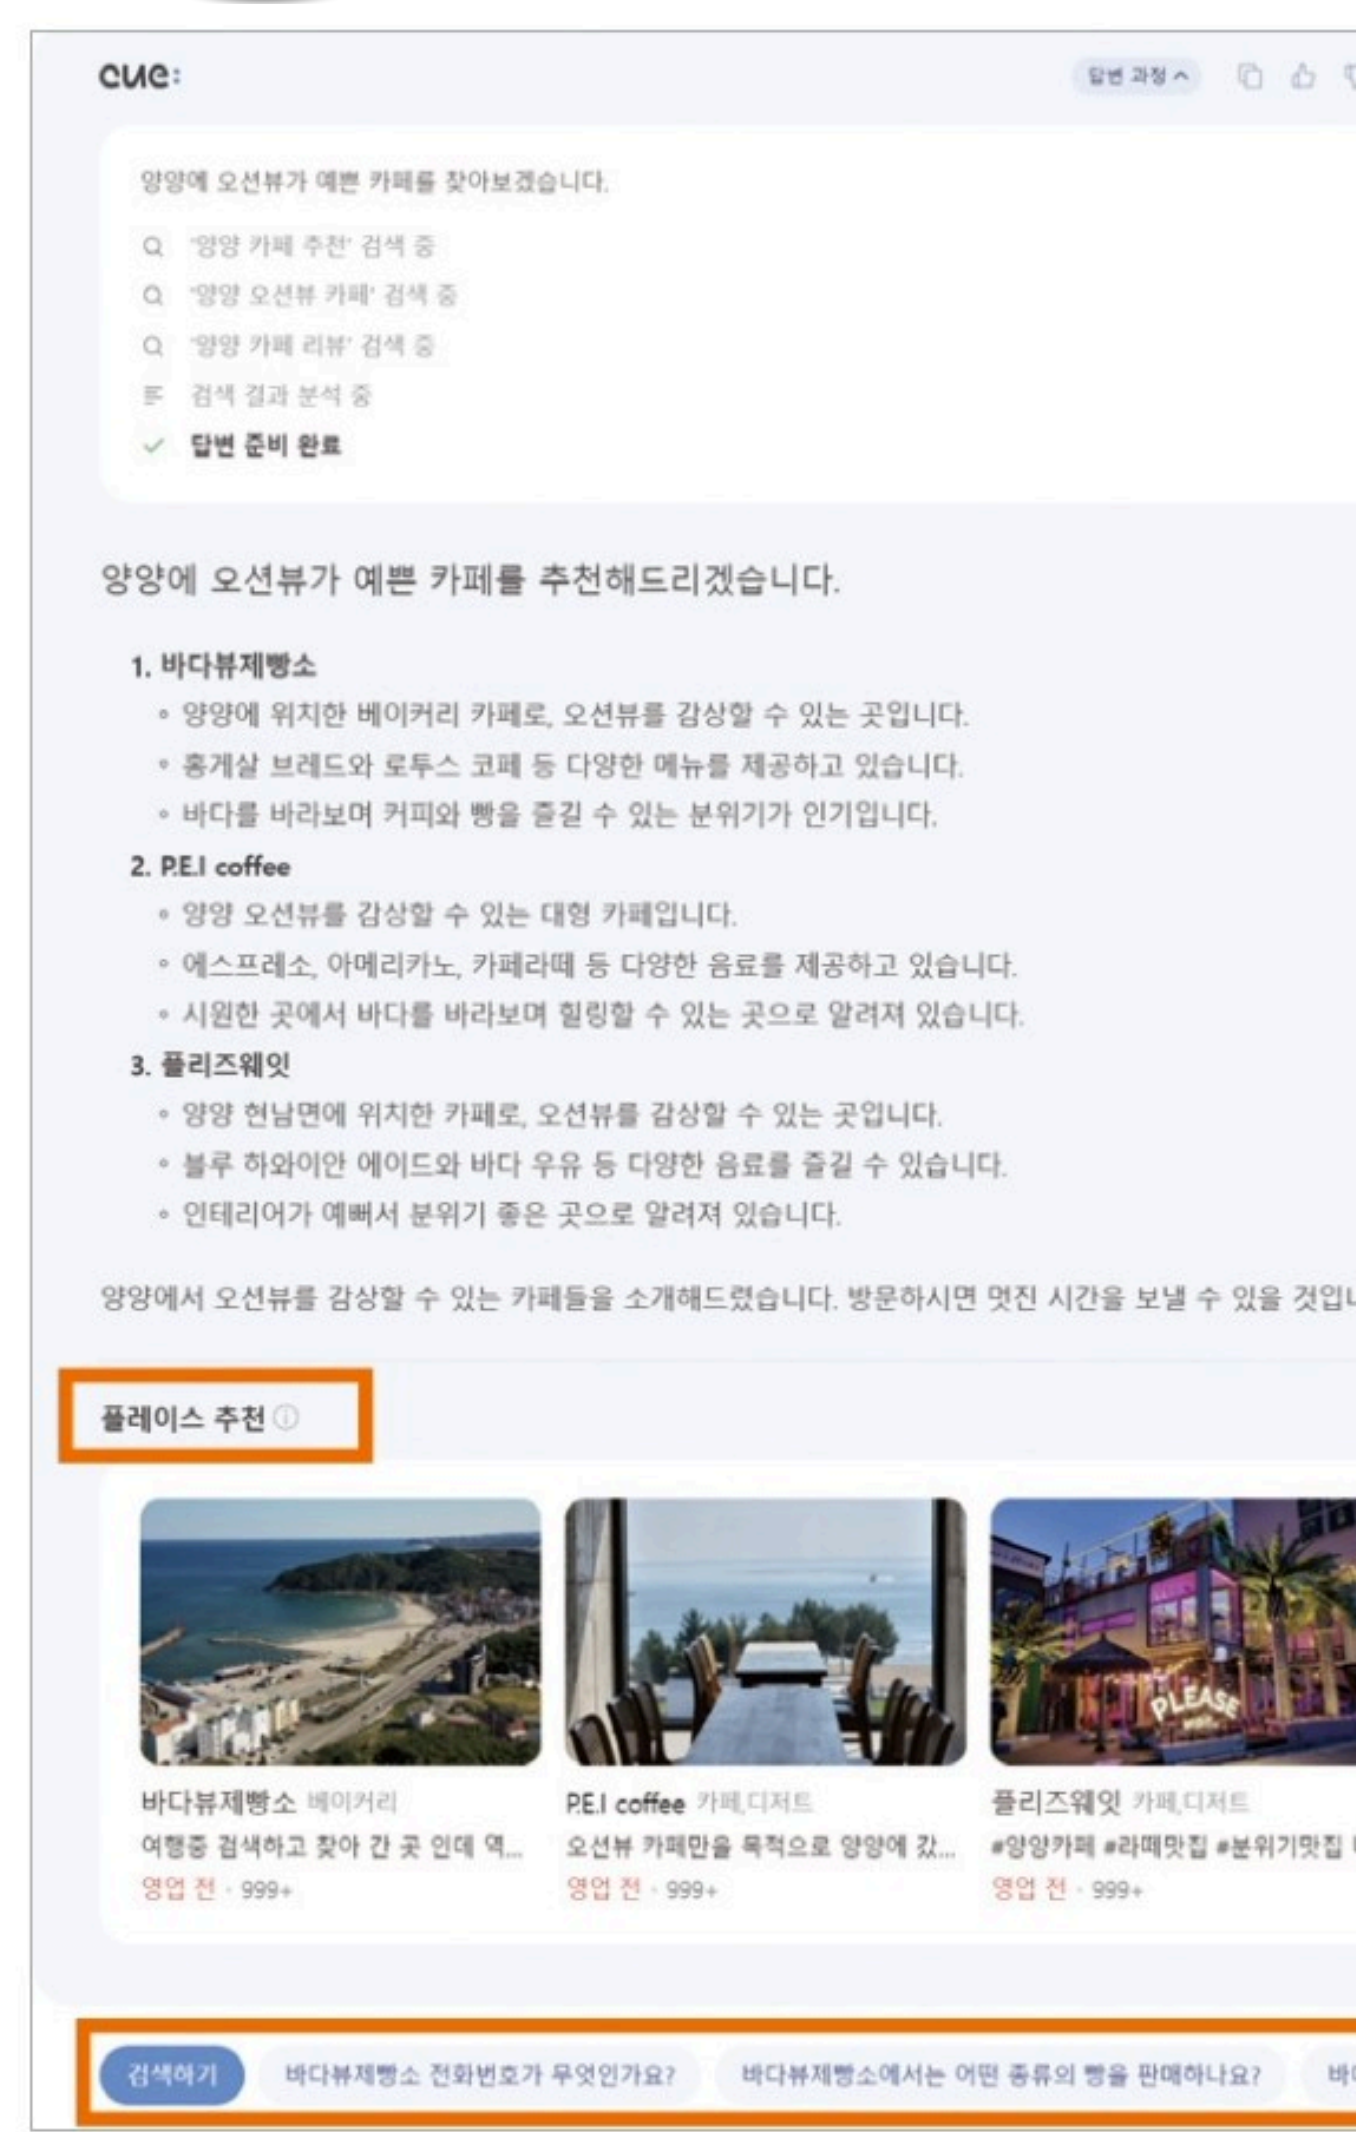 cue:
답변 과정
양양에 오션뷰가 예쁜 카페를 찾아보겠습니다.
'양양 카페 추천' 검색 중
'양양 오션뷰 카페' 검색 중
'양양 카페 리뷰' 검색 중
검색 결과 분석 중
답변 준비 완료
양양에 오션뷰가 예쁜 카페를 추천해드리겠습니다.
1. 바다뷰제빵소
◦ 양양에 위치한 베이커리 카페로, 오션뷰를 감상할 수 있는 곳입니다.
◦ 홍게살 브레드와 로투스 코페 등 다양한 메뉴를 제공하고 있습니다.
◦ 바다를 바라보며 커피와 빵을 즐길 수 있는 분위기가 인기입니다.
2. P.E.I coffee
◦ 양양 오션뷰를 감상할 수 있는 대형 카페입니다.
◦ 에스프레소, 아메리카노, 카페라떼 등 다양한 음료를 제공하고 있습니다.
◦ 시원한 곳에서 바다를 바라보며 힐링할 수 있는 곳으로 알려져 있습니다.
3. 플리즈웨잇
◦ 양양 현남면에 위치한 카페로, 오션뷰를 감상할 수 있는 곳입니다.
◦ 블루 하와이안 에이드와 바다 우유 등 다양한 음료를 즐길 수 있습니다.
◦ 인테리어가 예뻐서 분위기 좋은 곳으로 알려져 있습니다.
양양에서 오션뷰를 감상할 수 있는 카페들을 소개해드렸습니다. 방문하시면 멋진 시간을 보낼 수 있을 것입
플레이스 추천
PLEASE
바다뷰제빵소 베이커리
여행중 검색하고 찾아 간 곳 인데 역...
영업 전 · 999+
P.E.I coffee 카페,디저트
오션뷰 카페만을 목적으로 양양에 갔...
영업 전 · 999+
플리즈웨잇 카페,디저트
#양양카페 #라떼맛집 #분위기맛집
영업 전 · 999+
검색하기 바다뷰제빵소 전화번호가 무엇인가요? 바다뷰제빵소에서는 어떤 종류의 빵을 판매하나요?